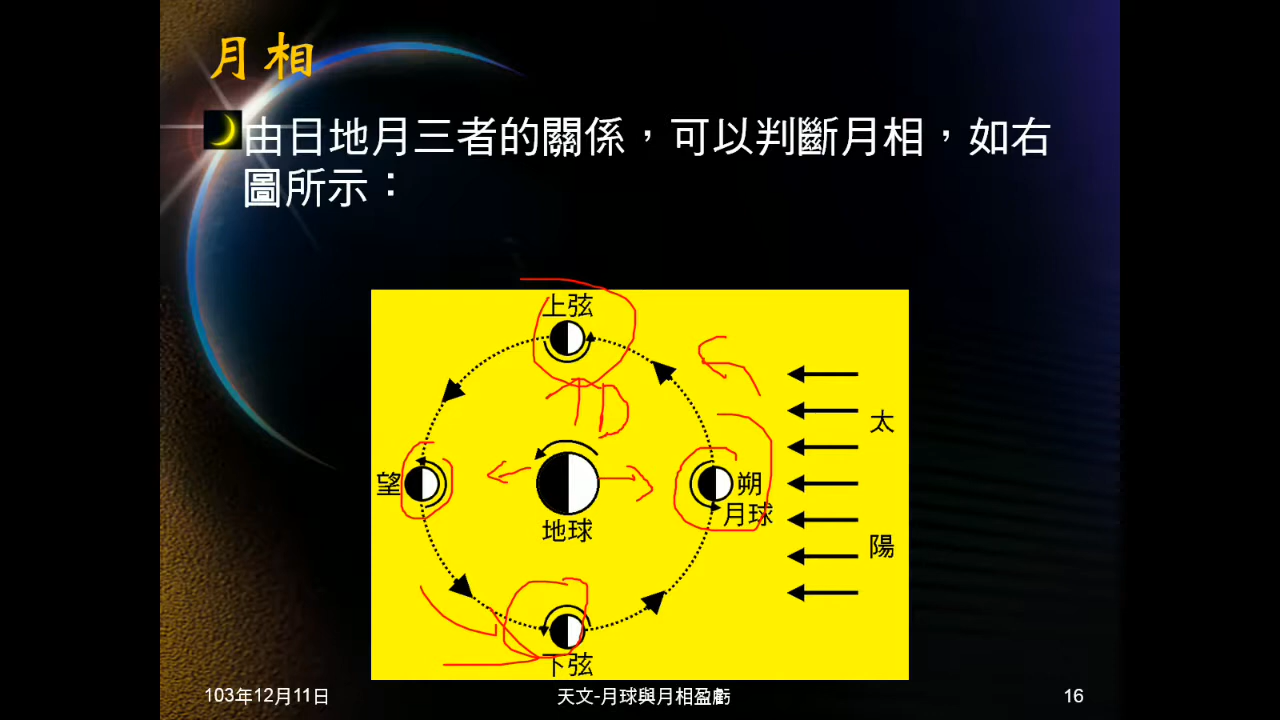 月相
由日地月三者的關係，可以判斷月相，如右
圖所示：
上弦
太
望
朔
月球
地球
陽
下弦
103年12月11日
天文-月球與月相盈虧
16